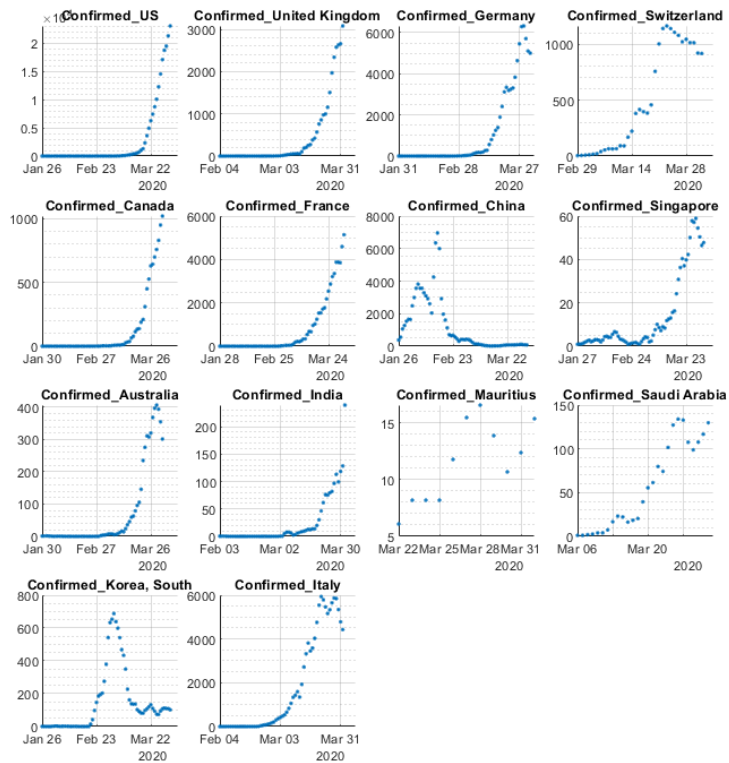 ×10
Confirmed_US
2
1.5
1
0.5
0
Jan 26 Feb 23 Mar 22
2020
Confirmed_United Kingdom
3000
2000
1000
0
Feb 04 Mar 03 Mar 31
2020
Confirmed_Germany
6000
4000
2000
0
Jan 31 Feb 28 Mar 27
2020
Confirmed_Switzerland
1000
500
0
Feb 29 Mar 14 Mar 28
2020
Confirmed_Canada
1000
500
0
Jan 30 Feb 27 Mar 26
2020
Confirmed_France
6000
4000
2000
0
Jan 28 Feb 25 Mar 24
2020
Confirmed_China
8000
6000
4000
2000
0
Jan 26 Feb 23 Mar 22
2020
Confirmed_Singapore
60
40
20
0
Jan 27 Feb 24 Mar 23
2020
Confirmed_Australia
400
300
200
100
0
Jan 30 Feb 27 Mar 26
2020
Confirmed_India
200
100
0
Feb 03 Mar 02 Mar 30
2020
Confirmed_Mauritius
15
10
5
Mar 22 Mar 25 Mar 28 Mar 31
2020
Confirmed_Saudi Arabia
150
100
50
0
Mar 06 Mar 20
2020
Confirmed_Korea, South
800
600
400
200
0
Jan 26 Feb 23 Mar 22
2020
Confirmed_Italy
6000
4000
2000
0
Feb 04 Mar 03 Mar 31
2020